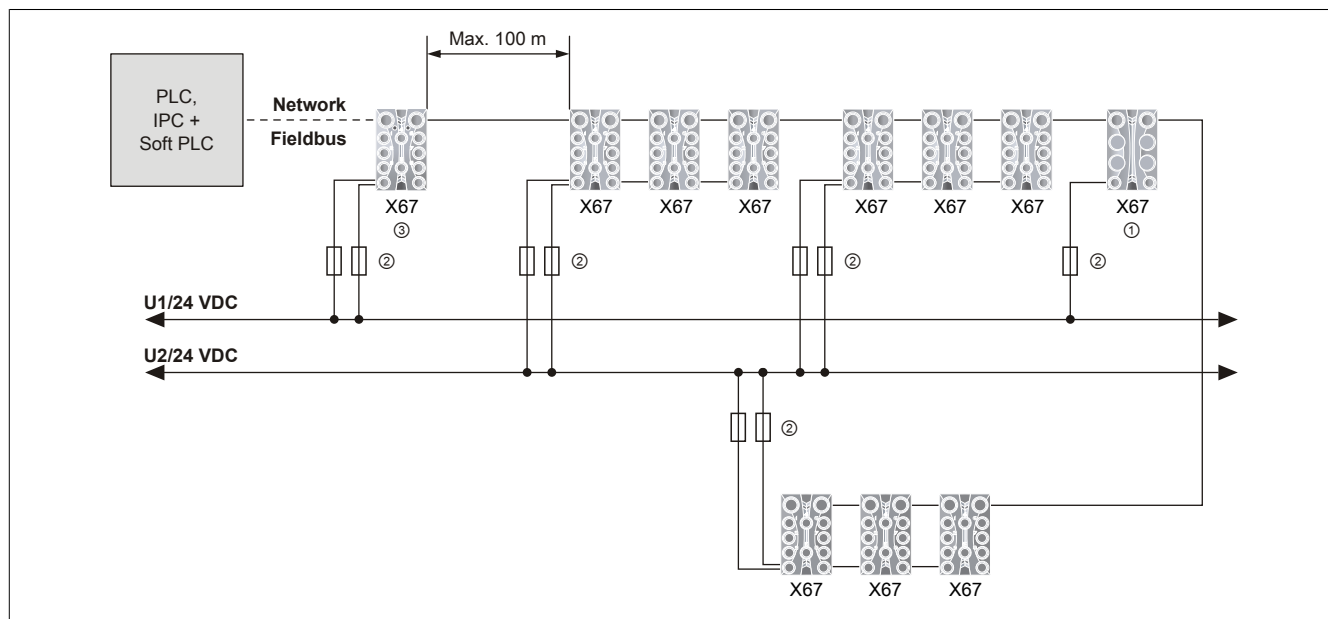 Max. 100 m
PLC,
IPC +
Soft PLC
Network
Fieldbus
X67
X67
X67
X67
X67
X67
X67
X67
③
①
②
②
②
②
U1/24 VDC
U2/24 VDC
②
X67
X67
X67